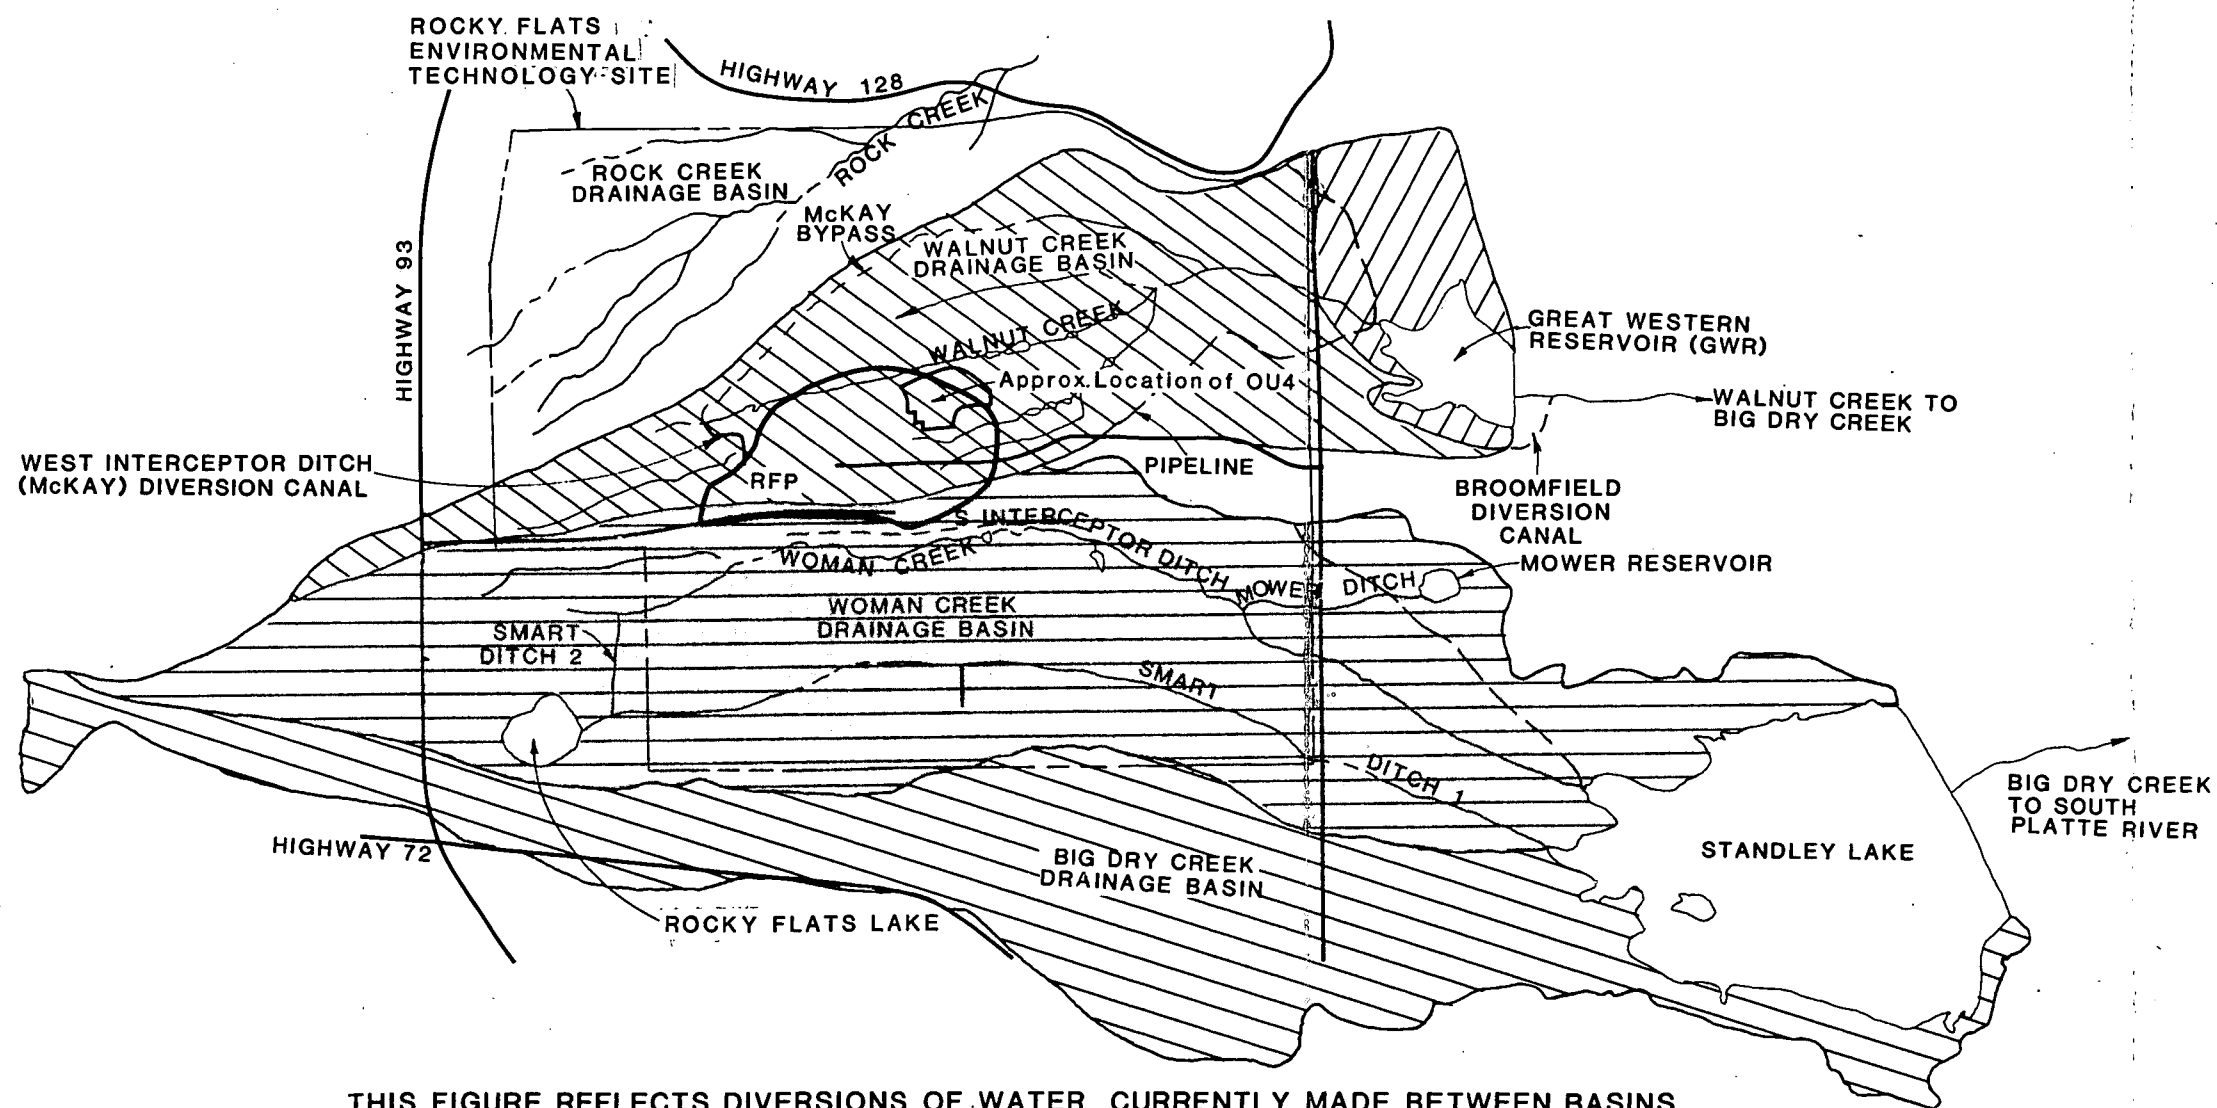 ROCKY FLATS
ENVIRONMENTAL
TECHNOLOGY SITE
HIGHWAY 128
ROCK CREEK
ROCK CREEK
DRAINAGE BASIN
McKAY
BYPASS
WALNUT CREEK
DRAINAGE BASIN
HIGHWAY 93
WALNUT CREEK
GREAT WESTERN
RESERVOIR (GWR)
Approx. Location of OU4
WALNUT CREEK TO
BIG DRY CREEK
WEST INTERCEPTOR DITCH
(McKAY) DIVERSION CANAL
RFP
PIPELINE
BROOMFIELD
DIVERSION
CANAL
S INTERCEPTOR DITCH
WOMAN CREEK
MOWER DITCH
MOWER RESERVOIR
WOMAN CREEK
DRAINAGE BASIN
SMART
DITCH 2
SMART
DITCH 1
BIG DRY CREEK
TO SOUTH
PLATTE RIVER
HIGHWAY 72
BIG DRY CREEK
DRAINAGE BASIN
STANDLEY LAKE
ROCKY FLATS LAKE
THIS FIGURE REFLECTS DIVERSIONS OF WATER CURRENTLY MADE BETWEEN BASINS